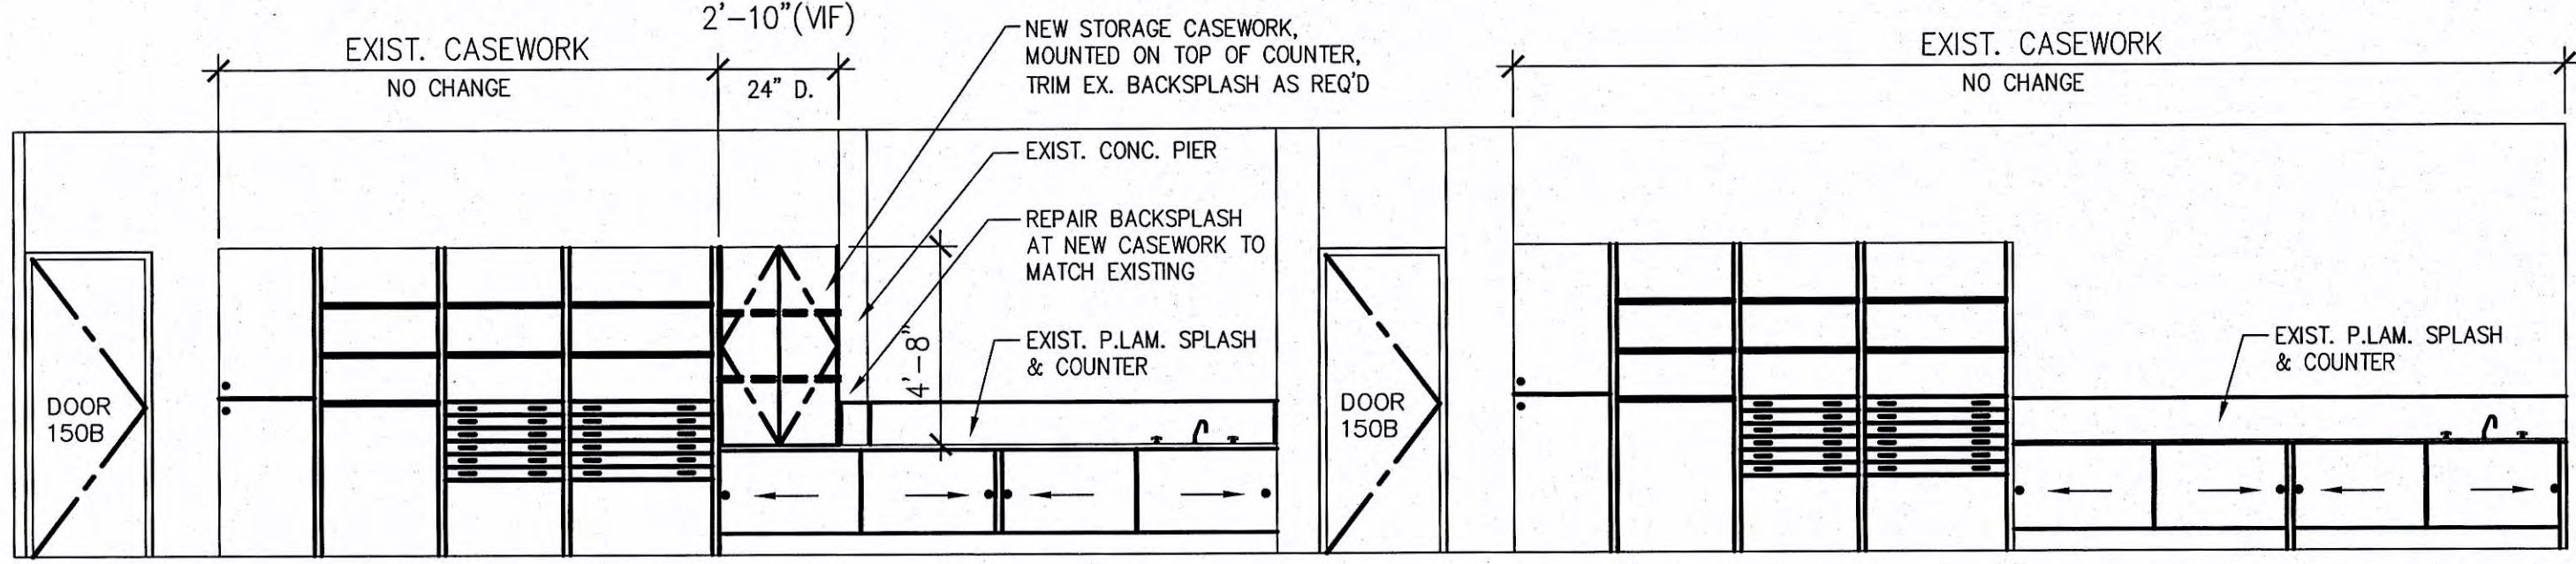 2'-10"(VIF)
EXIST. CASEWORK
NO CHANGE
24" D.
NEW STORAGE CASEWORK,
MOUNTED ON TOP OF COUNTER,
TRIM EX. BACKSPLASH AS REQ'D
EXIST. CONC. PIER
REPAIR BACKSPLASH
AT NEW CASEWORK TO
MATCH EXISTING
EXIST. P.LAM. SPLASH
& COUNTER
4'-8"
DOOR
150B
DOOR
150B
EXIST. CASEWORK
NO CHANGE
EXIST. P.LAM. SPLASH
& COUNTER